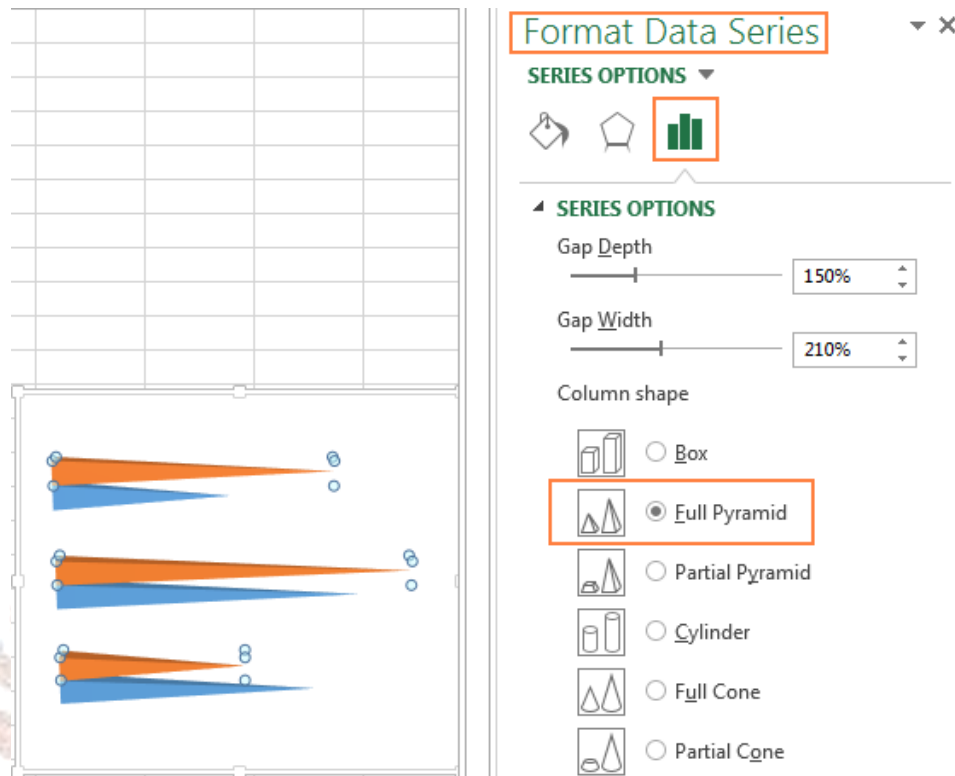 Format Data Series
SERIES OPTIONS
SERIES OPTIONS
Gap Depth
150%
Gap Width
210%
Column shape
Box
Full Pyramid
Partial Pyramid
Cylinder
Full Cone
Partial Cone